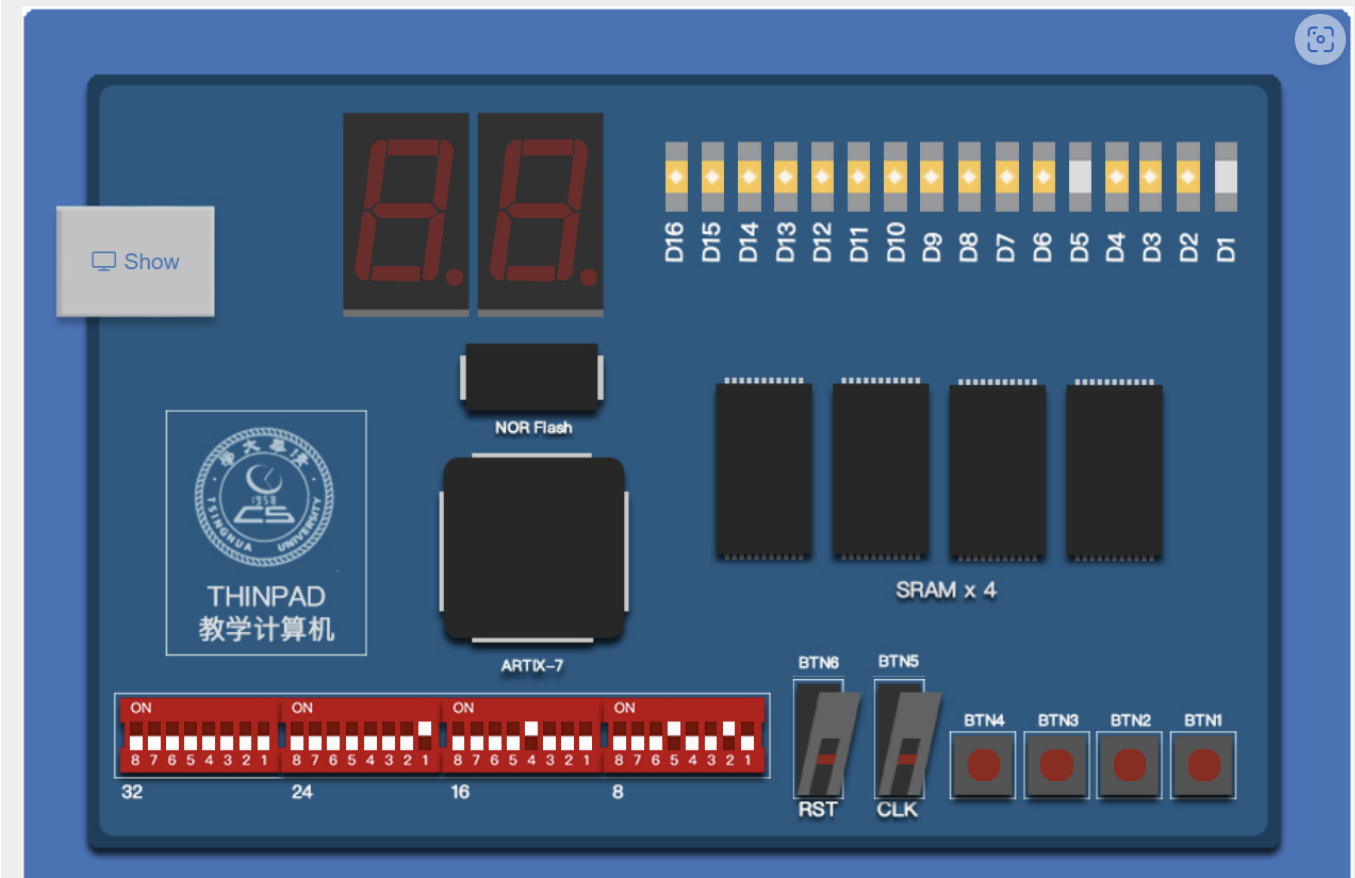 D16 D15 D14 D13 D12 D11 D10 D9 D8 D7 D6 D5 D4 D3 D2 D1
Show
NOR Flash
1958
TSINGHUA UNIVERSITY
THINPAD
教学计算机
SRAM x 4
ARTIX-7
BTN6 BTN5
BTN4 BTN3 BTN2 BTN1
ON ON ON ON
8 7 6 5 4 3 2 1 8 7 6 5 4 3 2 1 8 7 6 5 4 3 2 1 8 7 6 5 4 3 2 1
32 24 16 8
RST CLK